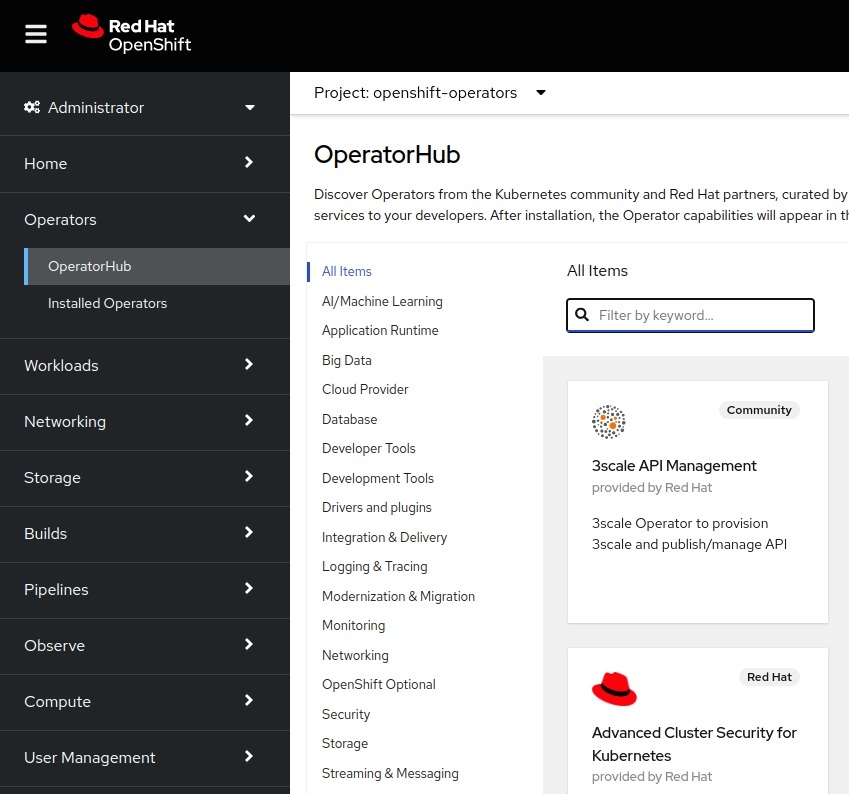 Red Hat
OpenShift
Administrator
Home
Operators
OperatorHub
Installed Operators
Workloads
Networking
Storage
Builds
Pipelines
Observe
Compute
User Management
Project: openshift-operators
OperatorHub
Discover Operators from the Kubernetes community and Red Hat partners, curated by
services to your developers. After installation, the Operator capabilities will appear in
All Items
AI/Machine Learning
Application Runtime
Big Data
Cloud Provider
Database
Developer Tools
Development Tools
Drivers and plugins
Integration & Delivery
Logging & Tracing
Modernization & Migration
Monitoring
Networking
OpenShift Optional
Security
Storage
Streaming & Messaging
All Items
Filter by keyword...
Community
3scale API Management
provided by Red Hat
3scale Operator to provision
3scale and publish/manage API
Red Hat
Advanced Cluster Security for
Kubernetes
provided by Red Hat